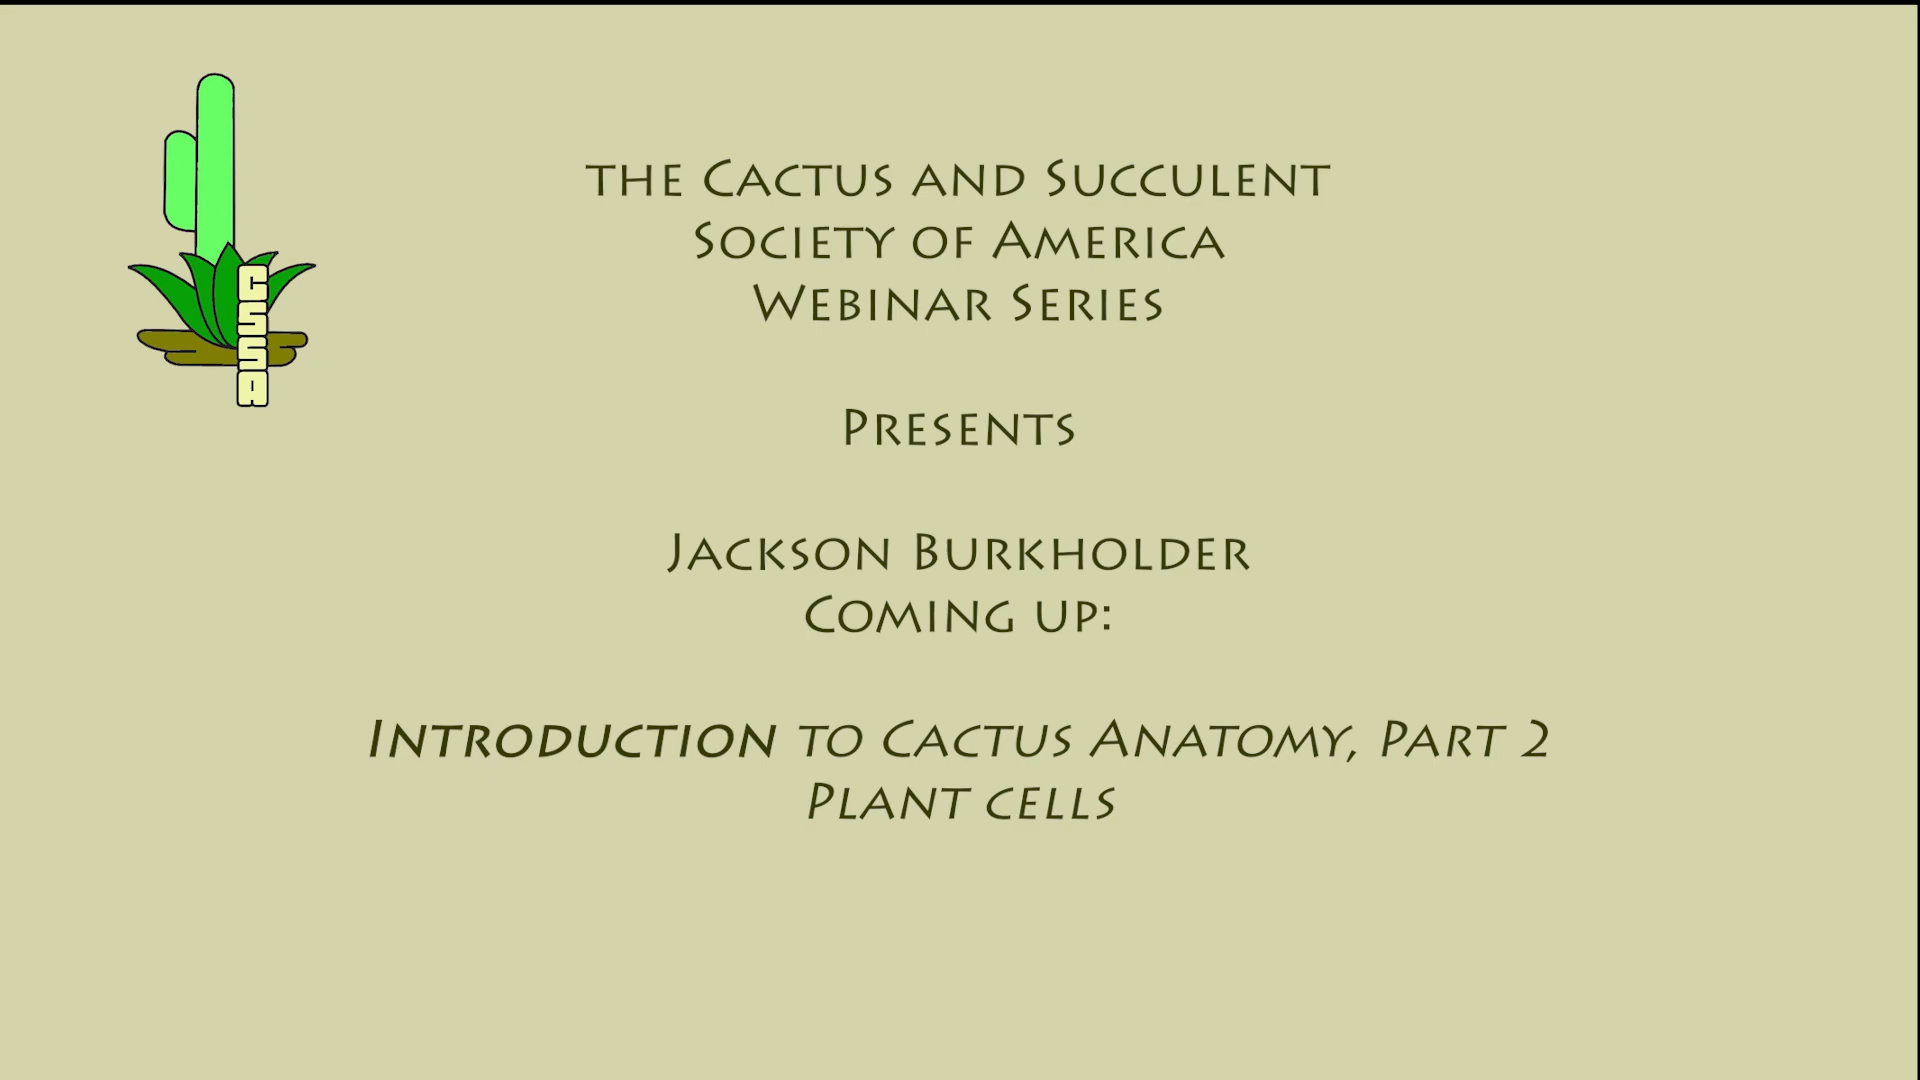 CSSA
the Cactus and Succulent
Society of America
Webinar Series
Presents
Jackson Burkholder
Coming up:
Introduction to Cactus Anatomy, Part 2
Plant cells